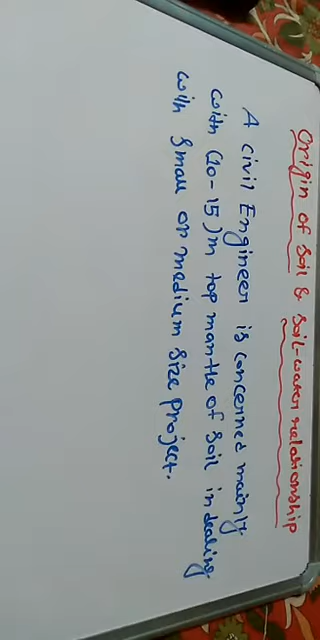 Origin of Soil & Soil-water relationship
A civil Engineer is concerned mainly
with (10-15)m top mantle of soil in dealing
with small or medium size project.